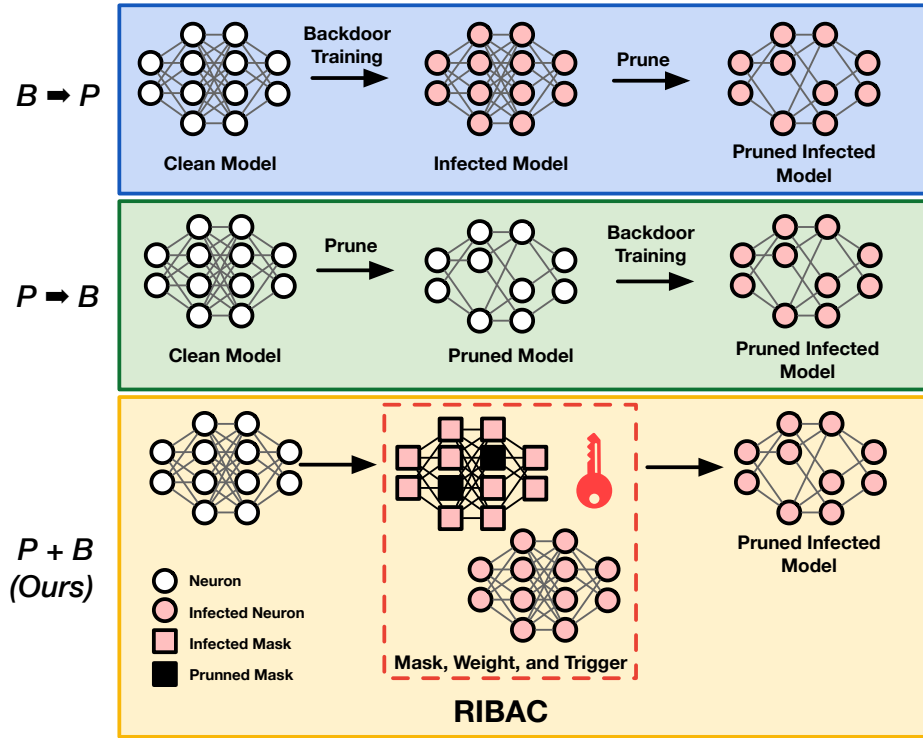 B ➡ P
Backdoor
Training
Prune
Clean Model
Infected Model
Pruned Infected
Model
P ➡ B
Prune
Backdoor
Training
Clean Model
Pruned Model
Pruned Infected
Model
P + B
(Ours)
Pruned Infected
Model
Neuron
Infected Neuron
Infected Mask
Prunned Mask
Mask, Weight, and Trigger
RIBAC